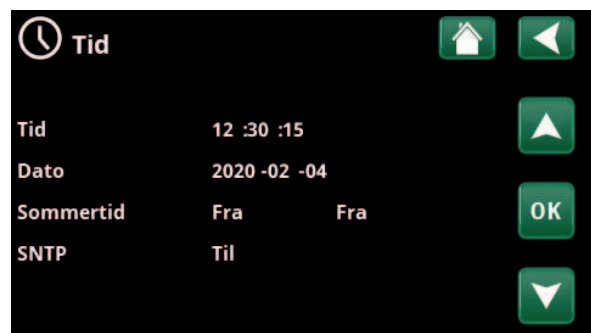 Tid
Tid 12 :30 :15
Dato 2020 -02 -04
Sommertid Fra Fra
OK
SNTP Til